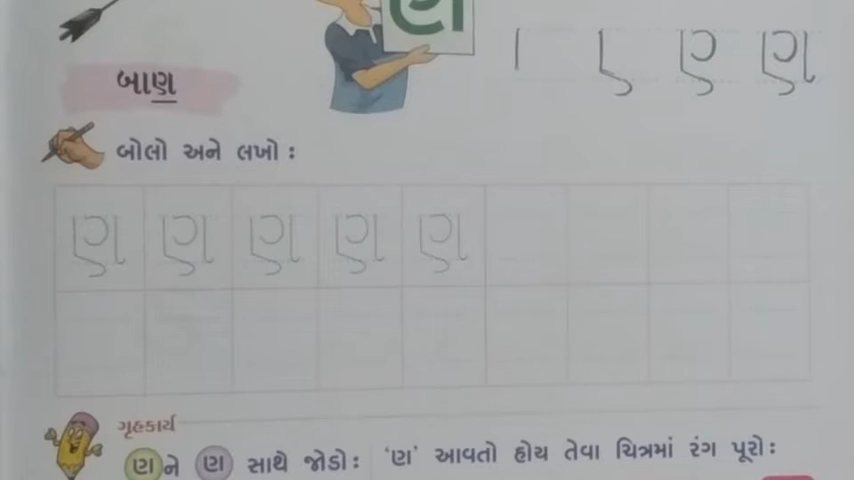 ણ
। ણ ણ
બાણ
બોલો અને લખો :
ણ ણ ણ ણ ણ
ગૃહકાર્ય
ણ ને ણ સાથે જોડો : 'ણ' આવતો હોય તેવા ચિત્રમાં રંગ પૂરો :